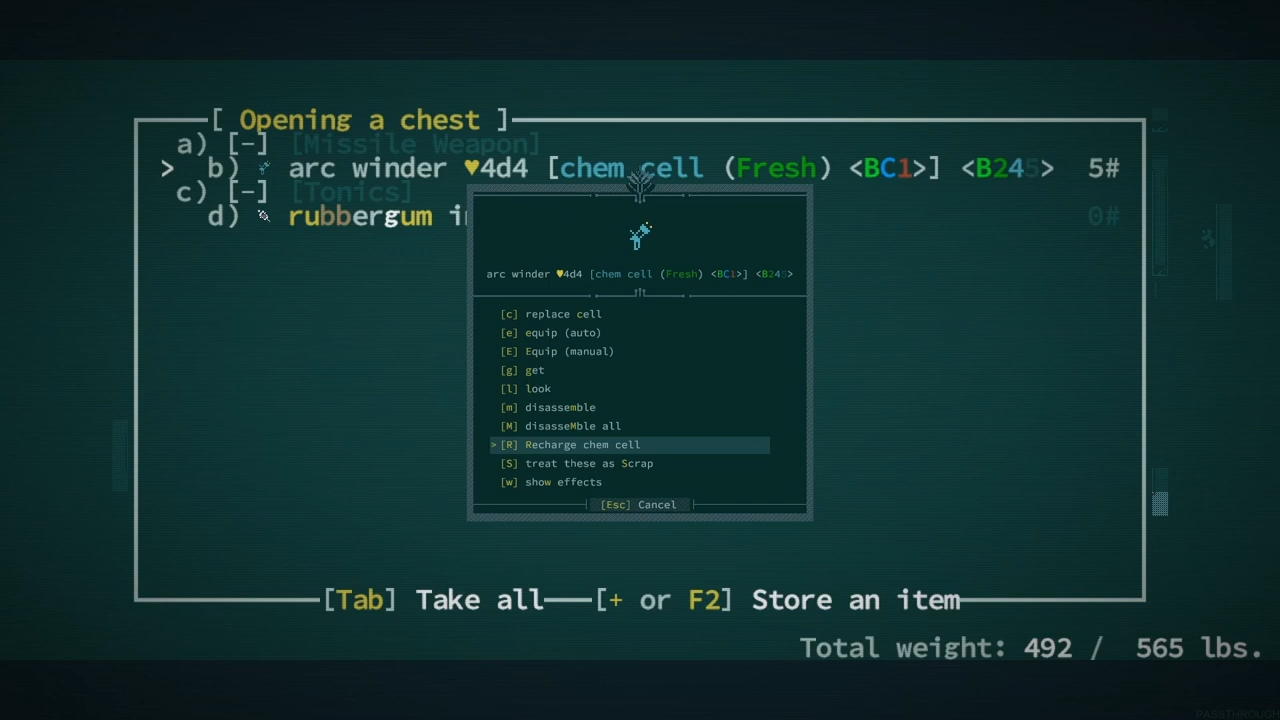 [ Opening a chest ]
a) [-] [Missile Weapon]
> b) arc winder ♥4d4 [chem cell (Fresh) <BC1>] <B245> 5#
c) [-] [Tonics]
d) rubbergum 0#
arc winder ♥4d4 [chem cell (Fresh) <BC1>] <B245>
[c] replace cell
[e] equip (auto)
[E] Equip (manual)
[g] get
[l] look
[m] disassemble
[M] disasseMble all
> [R] Recharge chem cell
[S] treat these as Scrap
[w] show effects
[Esc] Cancel
[Tab] Take all [+ or F2] Store an item
Total weight: 492 / 565 lbs.